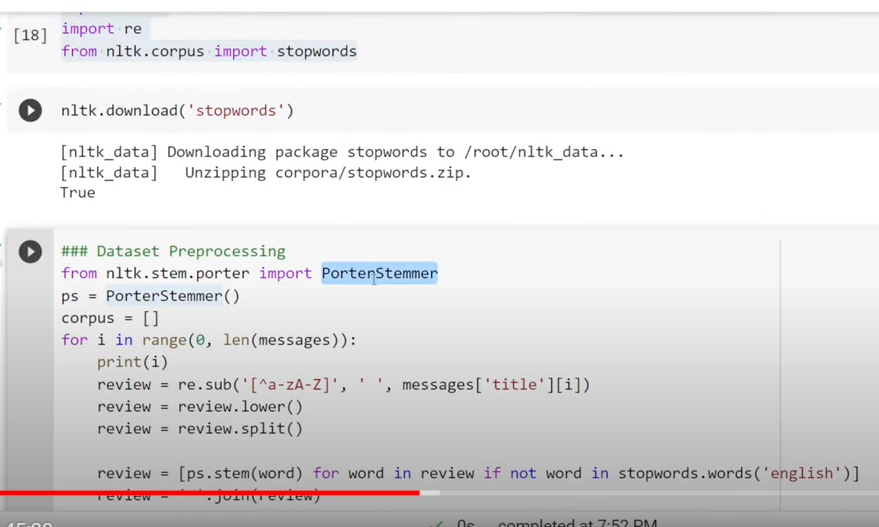 [18]
import re
from nltk.corpus import stopwords
nltk.download('stopwords')
[nltk_data] Downloading package stopwords to /root/nltk_data...
[nltk_data]   Unzipping corpora/stopwords.zip.
True
### Dataset Preprocessing
from nltk.stem.porter import PorterStemmer
ps = PorterStemmer()
corpus = []
for i in range(0, len(messages)):
    print(i)
    review = re.sub('[^a-zA-Z]', ' ', messages['title'][i])
    review = review.lower()
    review = review.split()
    review = [ps.stem(word) for word in review if not word in stopwords.words('english')]
    review = ' '.join(review)
0s completed at 7:52 PM